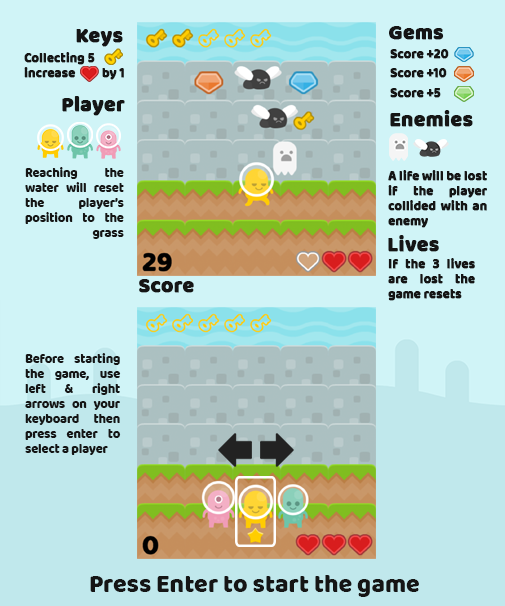 Keys
Collecting 5
increase by 1
Player
Reaching the
water will reset
the player's
position to the
grass
Gems
Score +20
Score +10
Score +5
Enemies
A life will be lost
if the player
collided with an
enemy
Lives
If the 3 lives
are lost the
game resets
29
Score
Before starting
the game, use
left & right
arrows on your
keyboard then
press enter to
select a player
0
Press Enter to start the game